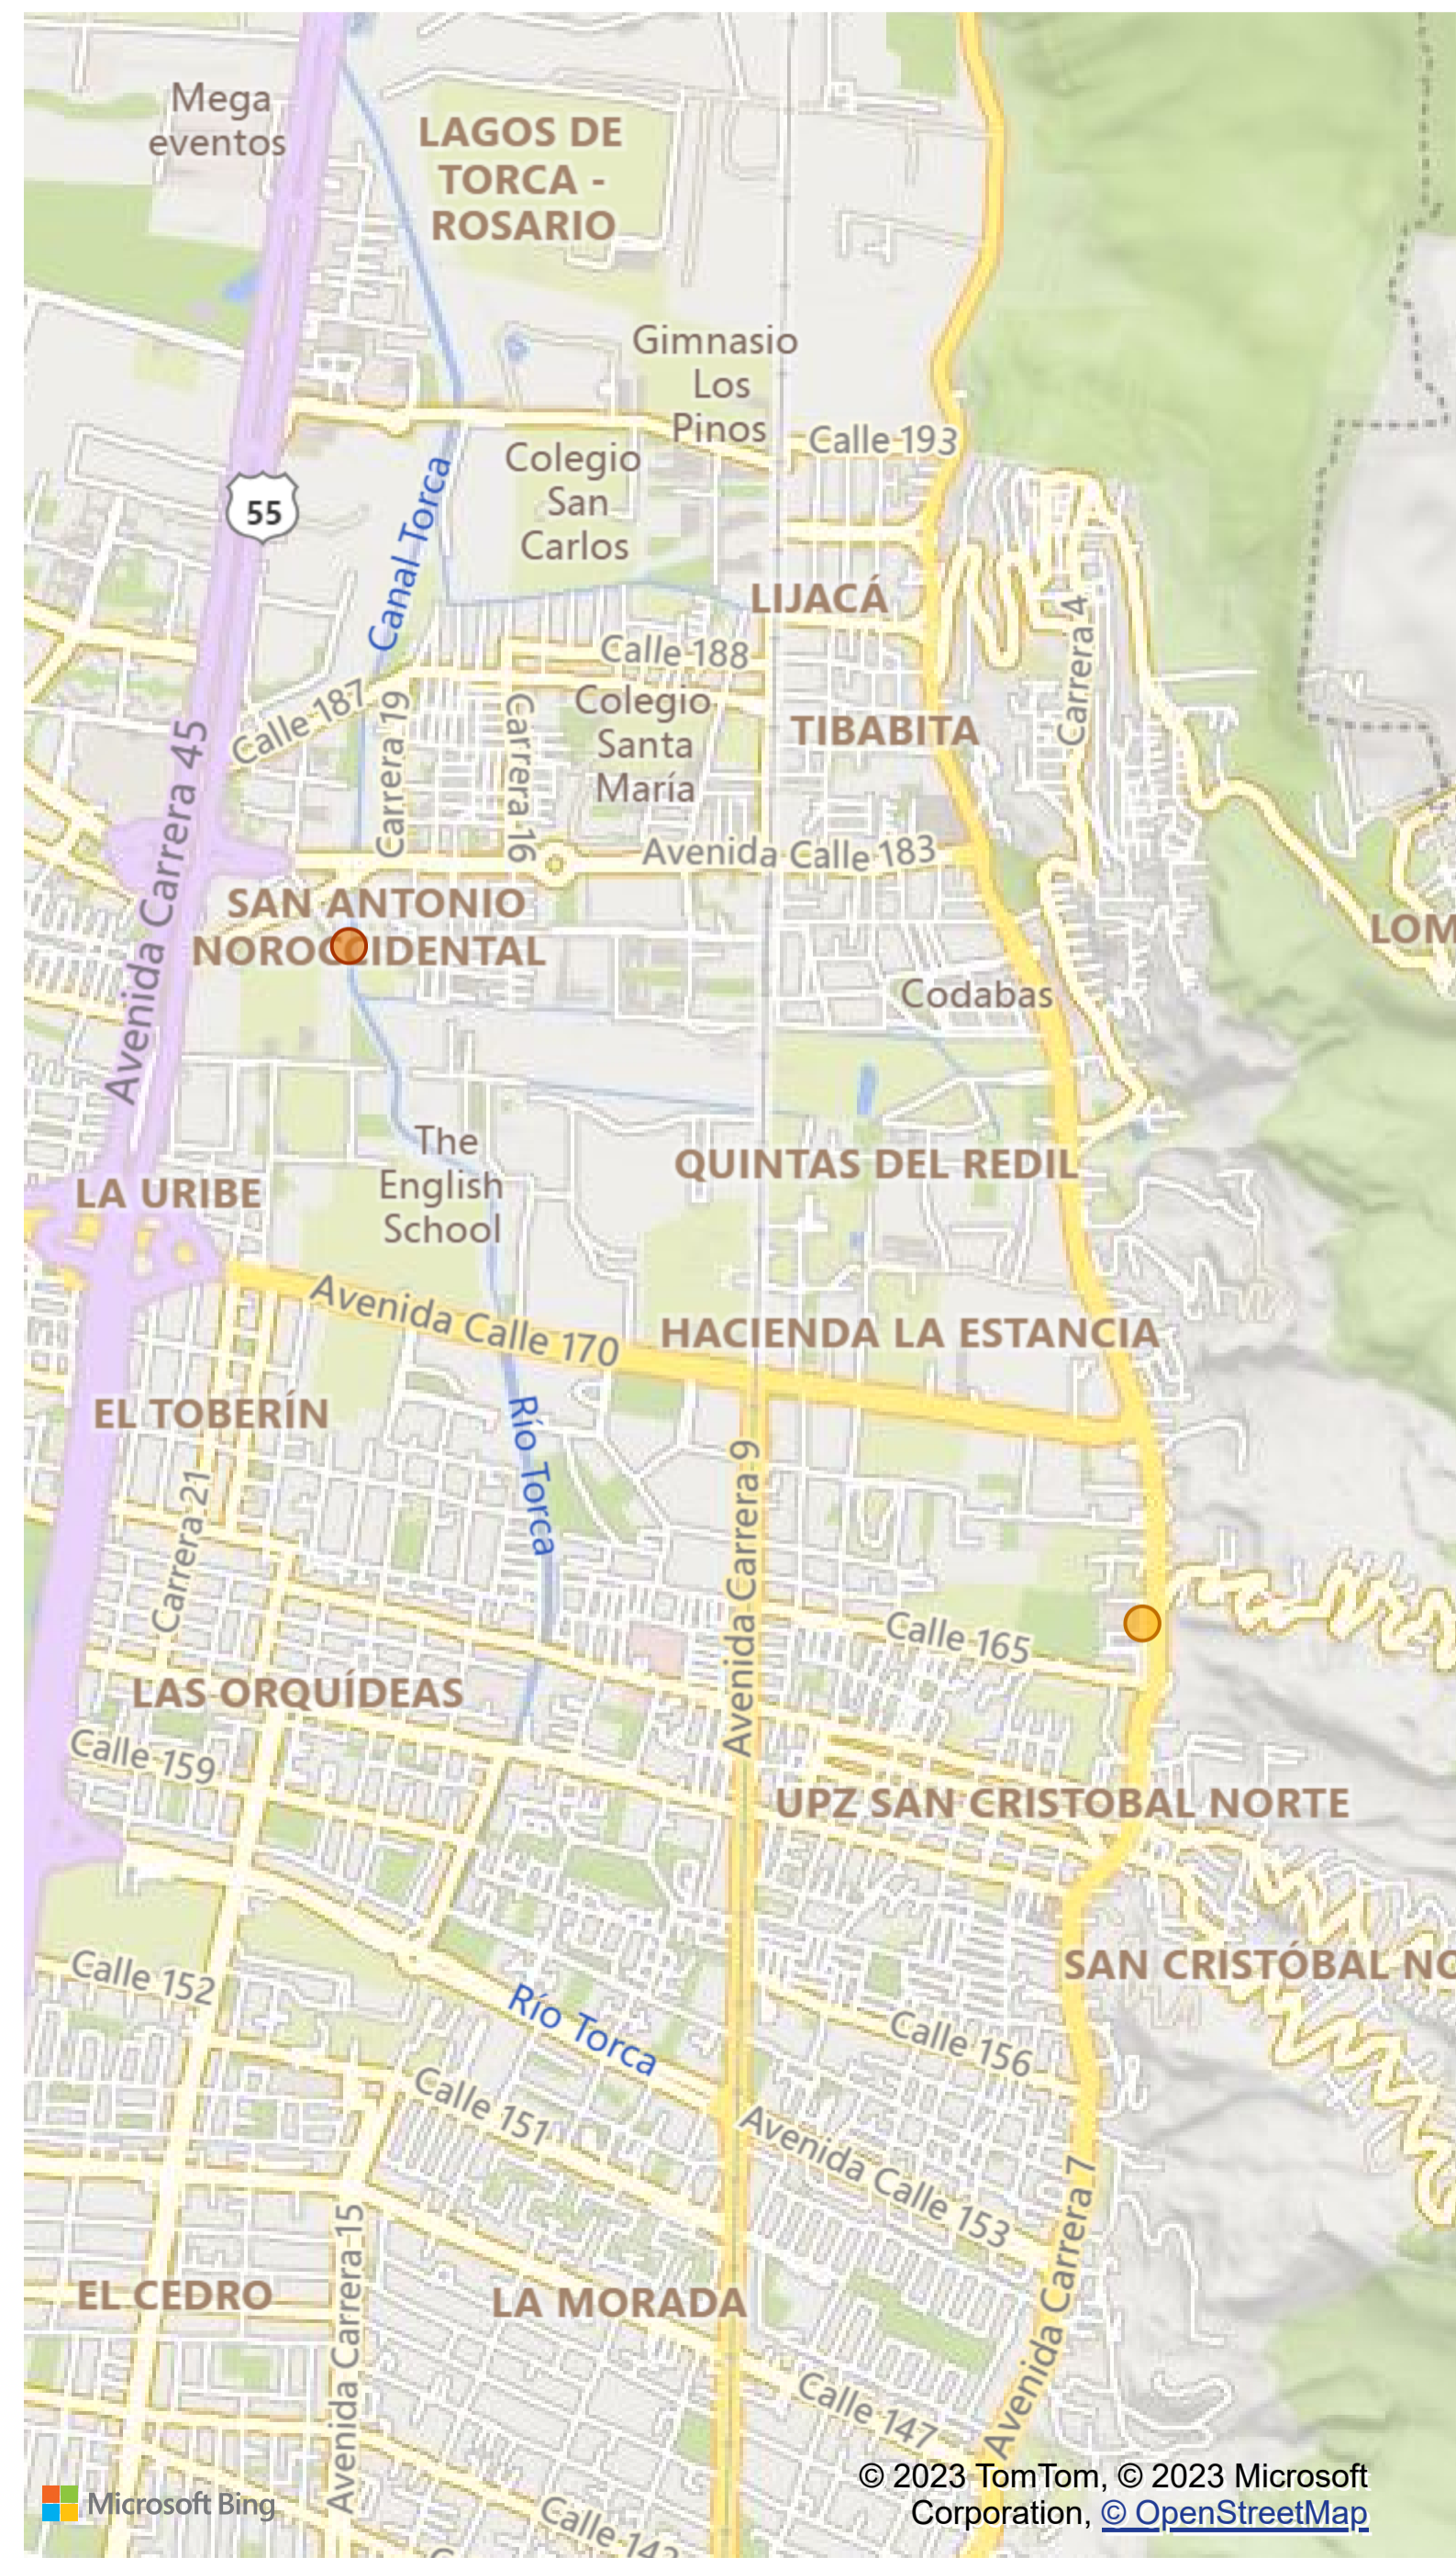 Mega
eventos
LAGOS DE
TORCA -
ROSARIO
Gimnasio
Los
Pinos
Calle 193
Colegio
San
Carlos
55
Canal Torca
LIJACÁ
Calle 188
Carrera 4
Calle 187
Carrera 19
Carrera 16
Colegio
Santa
María
TIBABITA
Avenida Carrera 45
Avenida Calle 183
SAN ANTONIO
NOROCCIDENTAL
LOM
Codabas
The
English
School
QUINTAS DEL REDIL
LA URIBE
Avenida Calle 170
HACIENDA LA ESTANCIA
EL TOBERÍN
Río Torca
Avenida Carrera 9
Carrera 21
Calle 165
LAS ORQUÍDEAS
Calle 159
UPZ SAN CRISTOBAL NORTE
SAN CRISTÓBAL NO
Calle 152
Río Torca
Calle 156
Calle 151
Avenida Calle 153
Avenida Carrera 7
EL CEDRO
Avenida Carrera 15
LA MORADA
Calle 147
Calle 142
Microsoft Bing
© 2023 TomTom, © 2023 Microsoft
Corporation, © OpenStreetMap